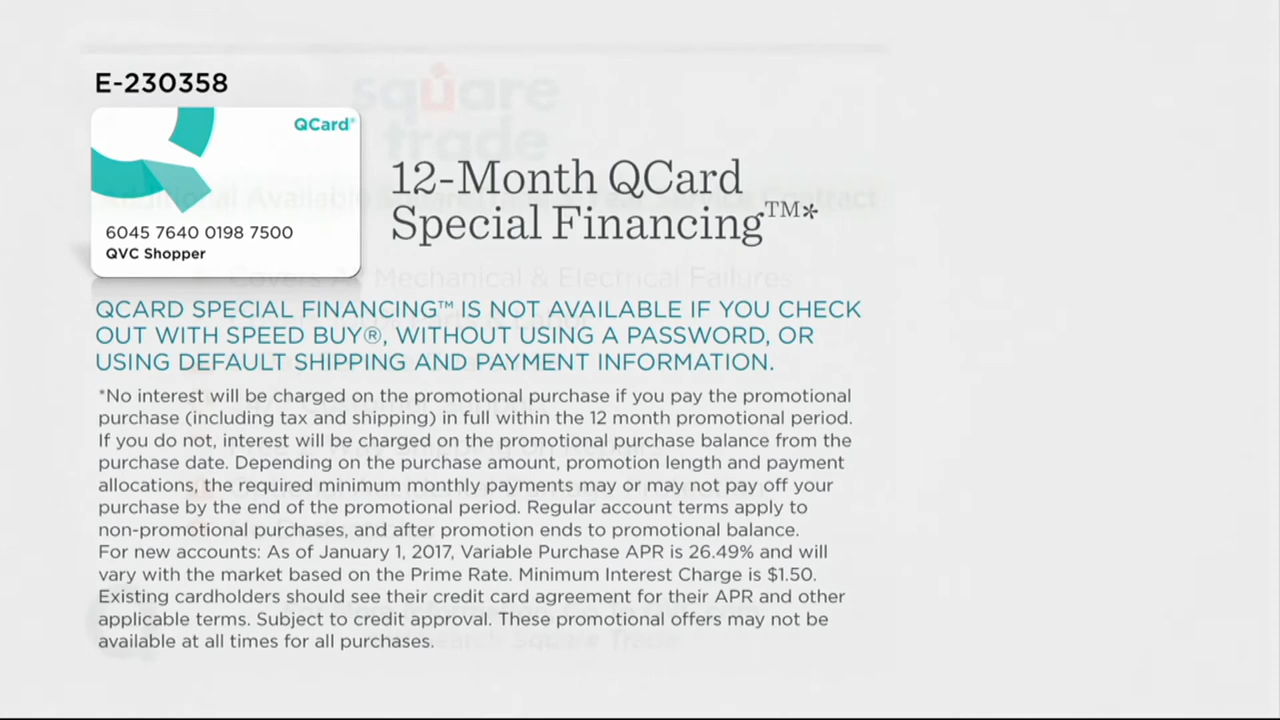 E-230358
QCard®
6045 7640 0198 7500
QVC Shopper
12-Month QCard
Special Financing™*
QCARD SPECIAL FINANCING™ IS NOT AVAILABLE IF YOU CHECK
OUT WITH SPEED BUY®, WITHOUT USING A PASSWORD, OR
USING DEFAULT SHIPPING AND PAYMENT INFORMATION.
*No interest will be charged on the promotional purchase if you pay the promotional
purchase (including tax and shipping) in full within the 12 month promotional period.
If you do not, interest will be charged on the promotional purchase balance from the
purchase date. Depending on the purchase amount, promotion length and payment
allocations, the required minimum monthly payments may or may not pay off your
purchase by the end of the promotional period. Regular account terms apply to
non-promotional purchases, and after promotion ends to promotional balance.
For new accounts: As of January 1, 2017, Variable Purchase APR is 26.49% and will
vary with the market based on the Prime Rate. Minimum Interest Charge is $1.50.
Existing cardholders should see their credit card agreement for their APR and other
applicable terms. Subject to credit approval. These promotional offers may not be
available at all times for all purchases.
square
trade
Covers All Mechanical & Electrical Failures